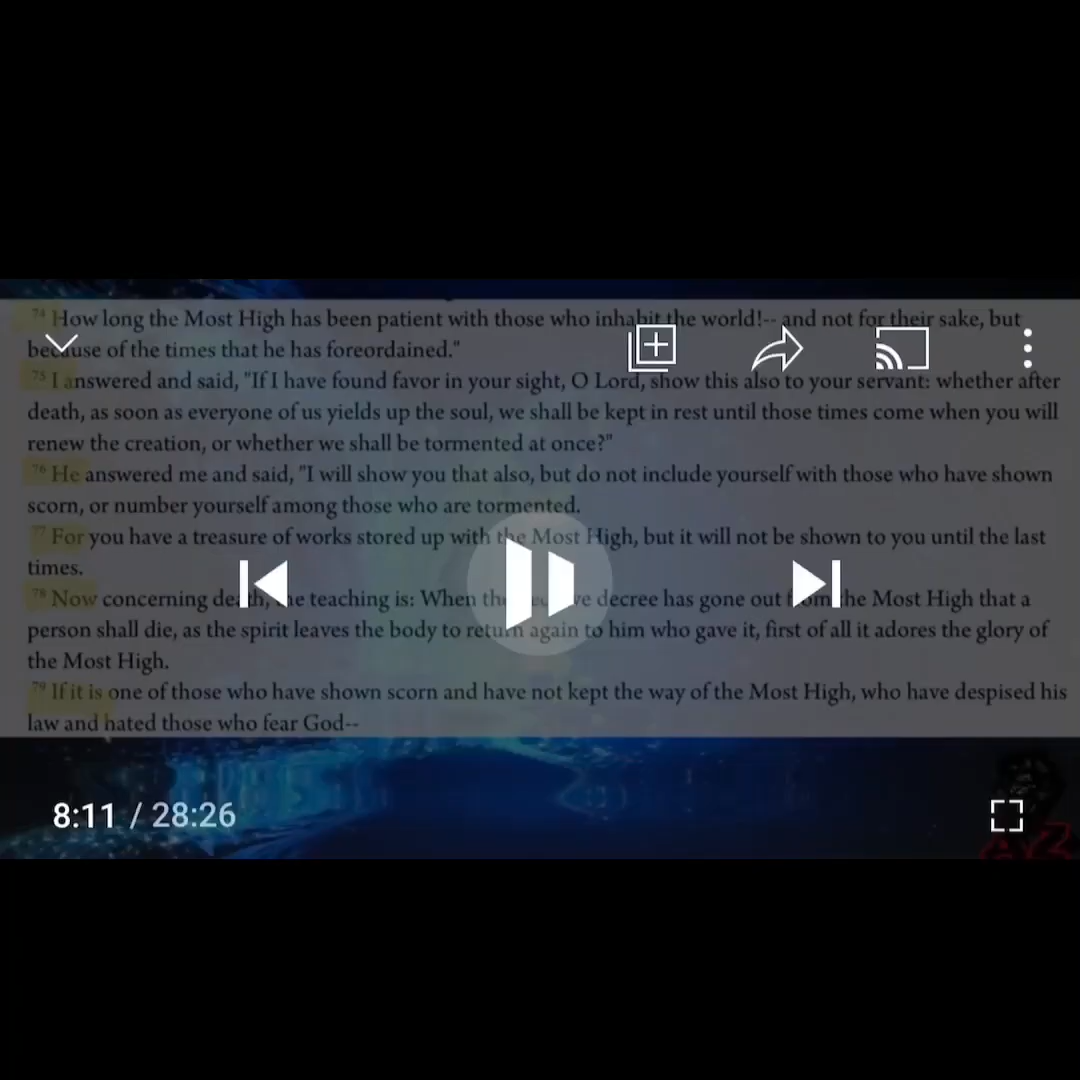 74 How long the Most High has been patient with those who inhabit the world!-- and not for their sake, but
because of the times that he has foreordained."
75 I answered and said, "If I have found favor in your sight, O Lord, show this also to your servant: whether after
death, as soon as everyone of us yields up the soul, we shall be kept in rest until those times come when you will
renew the creation, or whether we shall be tormented at once?"
76 He answered me and said, "I will show you that also, but do not include yourself with those who have shown
scorn, or number yourself among those who are tormented.
77 For you have a treasure of works stored up with the Most High, but it will not be shown to you until the last
times.
78 Now concerning death, the teaching is: When the decree has gone out from the Most High that a
person shall die, as the spirit leaves the body to return again to him who gave it, first of all it adores the glory of
the Most High.
79 If it is one of those who have shown scorn and have not kept the way of the Most High, who have despised his
law and hated those who fear God--
8:11 / 28:26